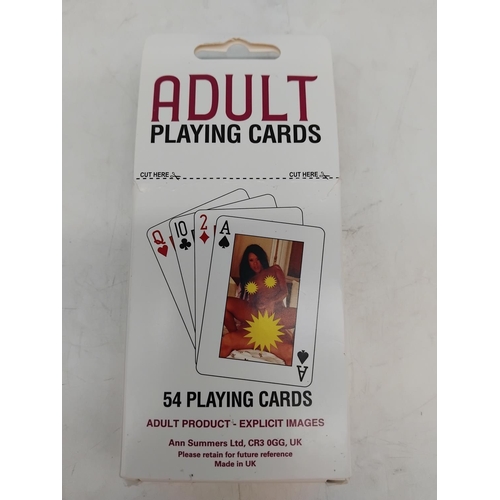 ADULT
PLAYING CARDS
CUT HERE CUT HERE
Q 10 2 A
A
54 PLAYING CARDS
ADULT PRODUCT - EXPLICIT IMAGES
Ann Summers Ltd, CR3 0GG, UK
Please retain for future reference
Made in UK